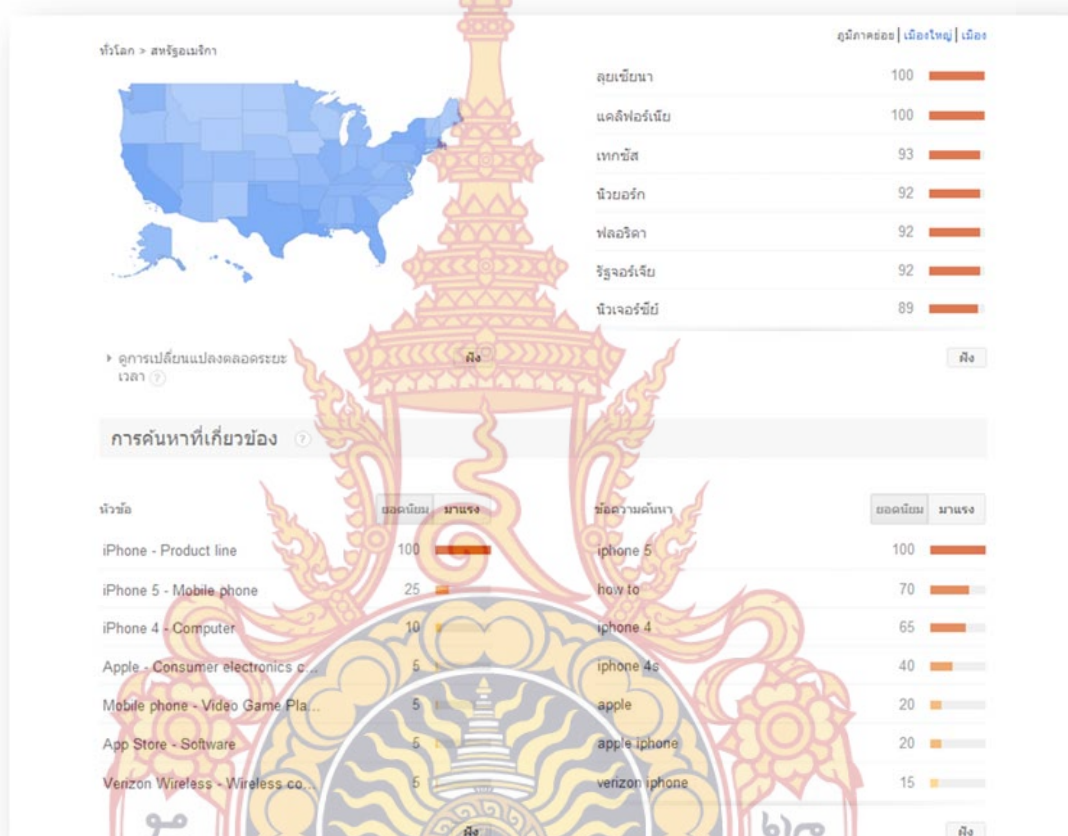 ทั่วโลก > สหรัฐอเมริกา
ภูมิภาคย่อย | เมืองใหญ่ | เมือง
ลุยเซียนา 100
แคลิฟอร์เนีย 100
เทกซัส 93
นิวยอร์ก 92
ฟลอริดา 92
รัฐจอร์เจีย 92
นิวเจอร์ซีย์ 89
ดูการเปลี่ยนแปลงตลอดระยะ
เวลา ?
ฝัง
ฝัง
การค้นหาที่เกี่ยวข้อง ?
หัวข้อ ยอดนิยม มาแรง
iPhone - Product line 100
iPhone 5 - Mobile phone 25
iPhone 4 - Computer 10
Apple - Consumer electronics c... 5
Mobile phone - Video Game Pla... 5
App Store - Software 5
Verizon Wireless - Wireless co... 5
ฝัง
ข้อความค้นหา ยอดนิยม มาแรง
iphone 5 100
how to 70
iphone 4 65
iphone 4s 40
apple 20
apple iphone 20
verizon iphone 15
ฝัง